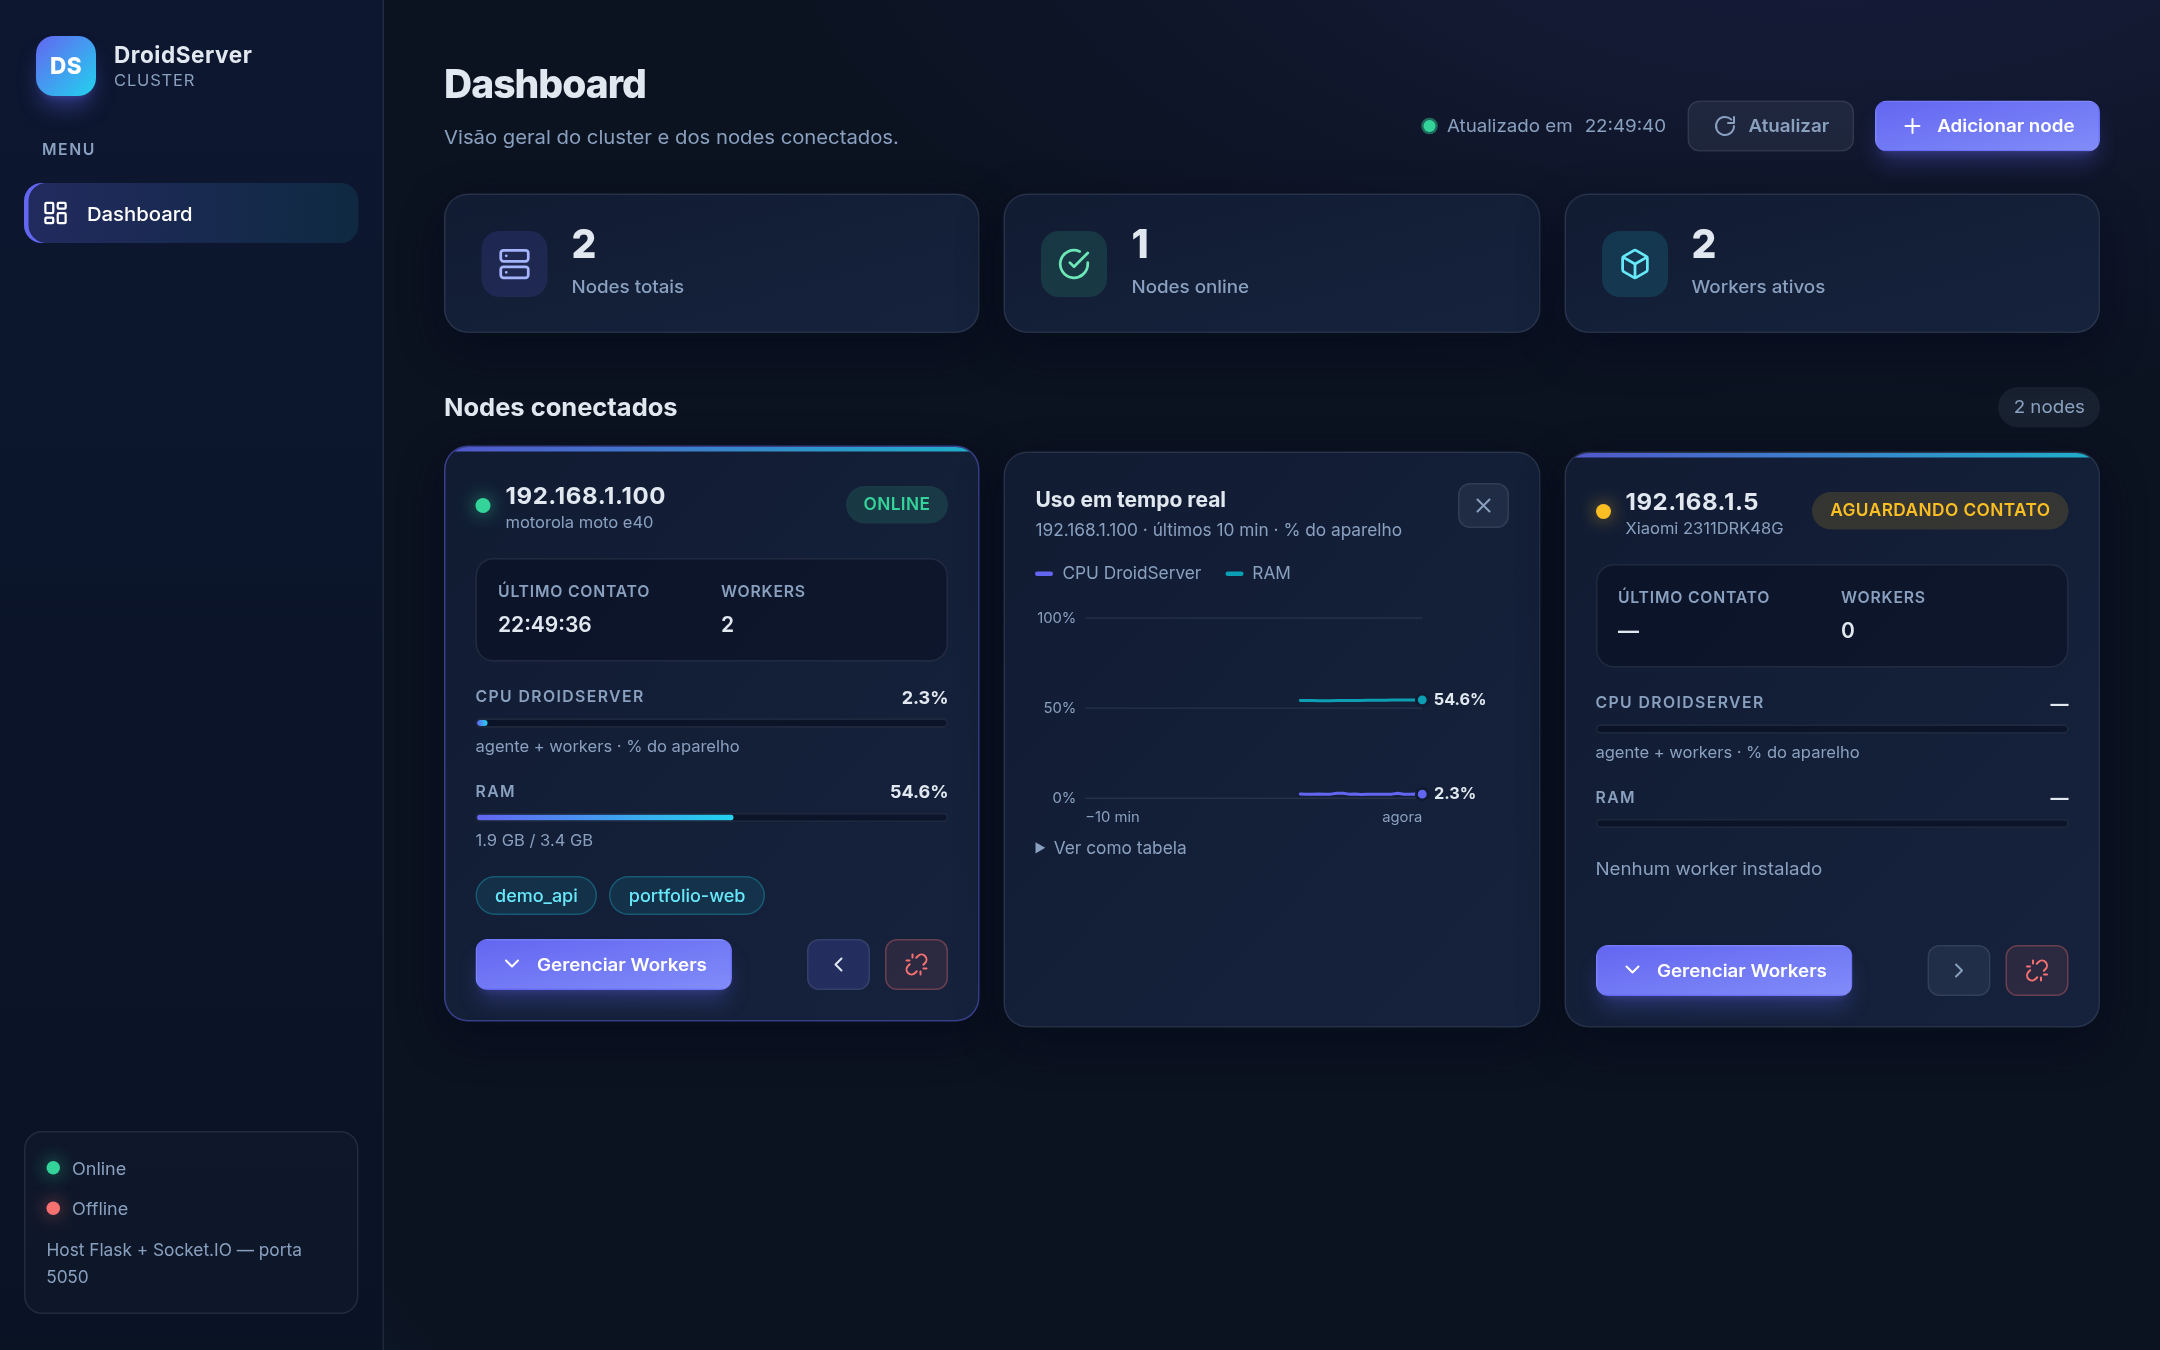 DS
DroidServer
CLUSTER
MENU
Dashboard
Online
Offline
Host Flask + Socket.IO — porta
5050
Dashboard
Visão geral do cluster e dos nodes conectados.
Atualizado em 22:49:40
Atualizar
Adicionar node
2
Nodes totais
1
Nodes online
2
Workers ativos
Nodes conectados
2 nodes
192.168.1.100
motorola moto e40
ONLINE
ÚLTIMO CONTATO
22:49:36
WORKERS
2
CPU DROIDSERVER
2.3%
agente + workers · % do aparelho
RAM
54.6%
1.9 GB / 3.4 GB
demo_api
portfolio-web
Gerenciar Workers
Uso em tempo real
192.168.1.100 · últimos 10 min · % do aparelho
CPU DroidServer
RAM
100%
50%
54.6%
0%
2.3%
−10 min
agora
Ver como tabela
192.168.1.5
Xiaomi 2311DRK48G
AGUARDANDO CONTATO
ÚLTIMO CONTATO
—
WORKERS
0
CPU DROIDSERVER
—
agente + workers · % do aparelho
RAM
—
Nenhum worker instalado
Gerenciar Workers